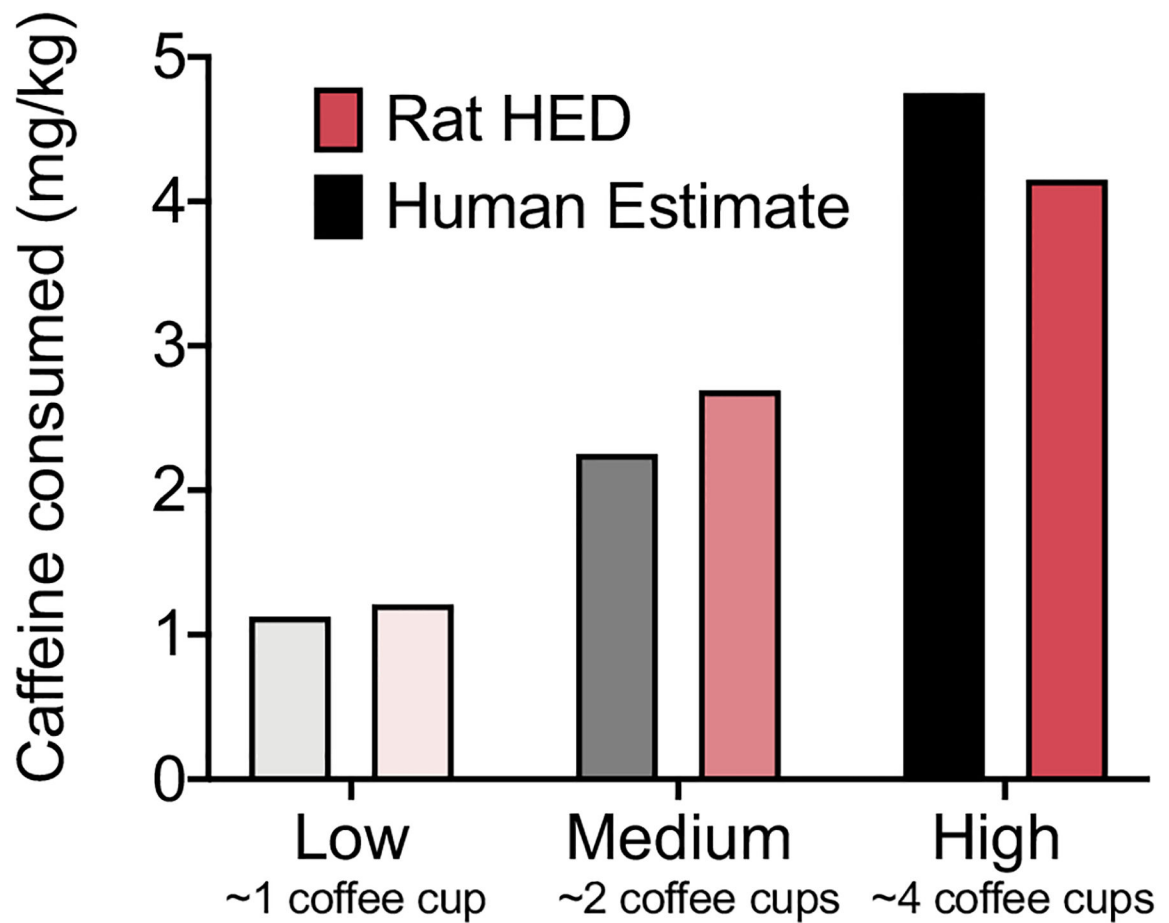 Caffeine consumed (mg/kg)
5
4
3
2
1
0
Rat HED
Human Estimate
Low
Medium
High
~1 coffee cup
~2 coffee cups
~4 coffee cups